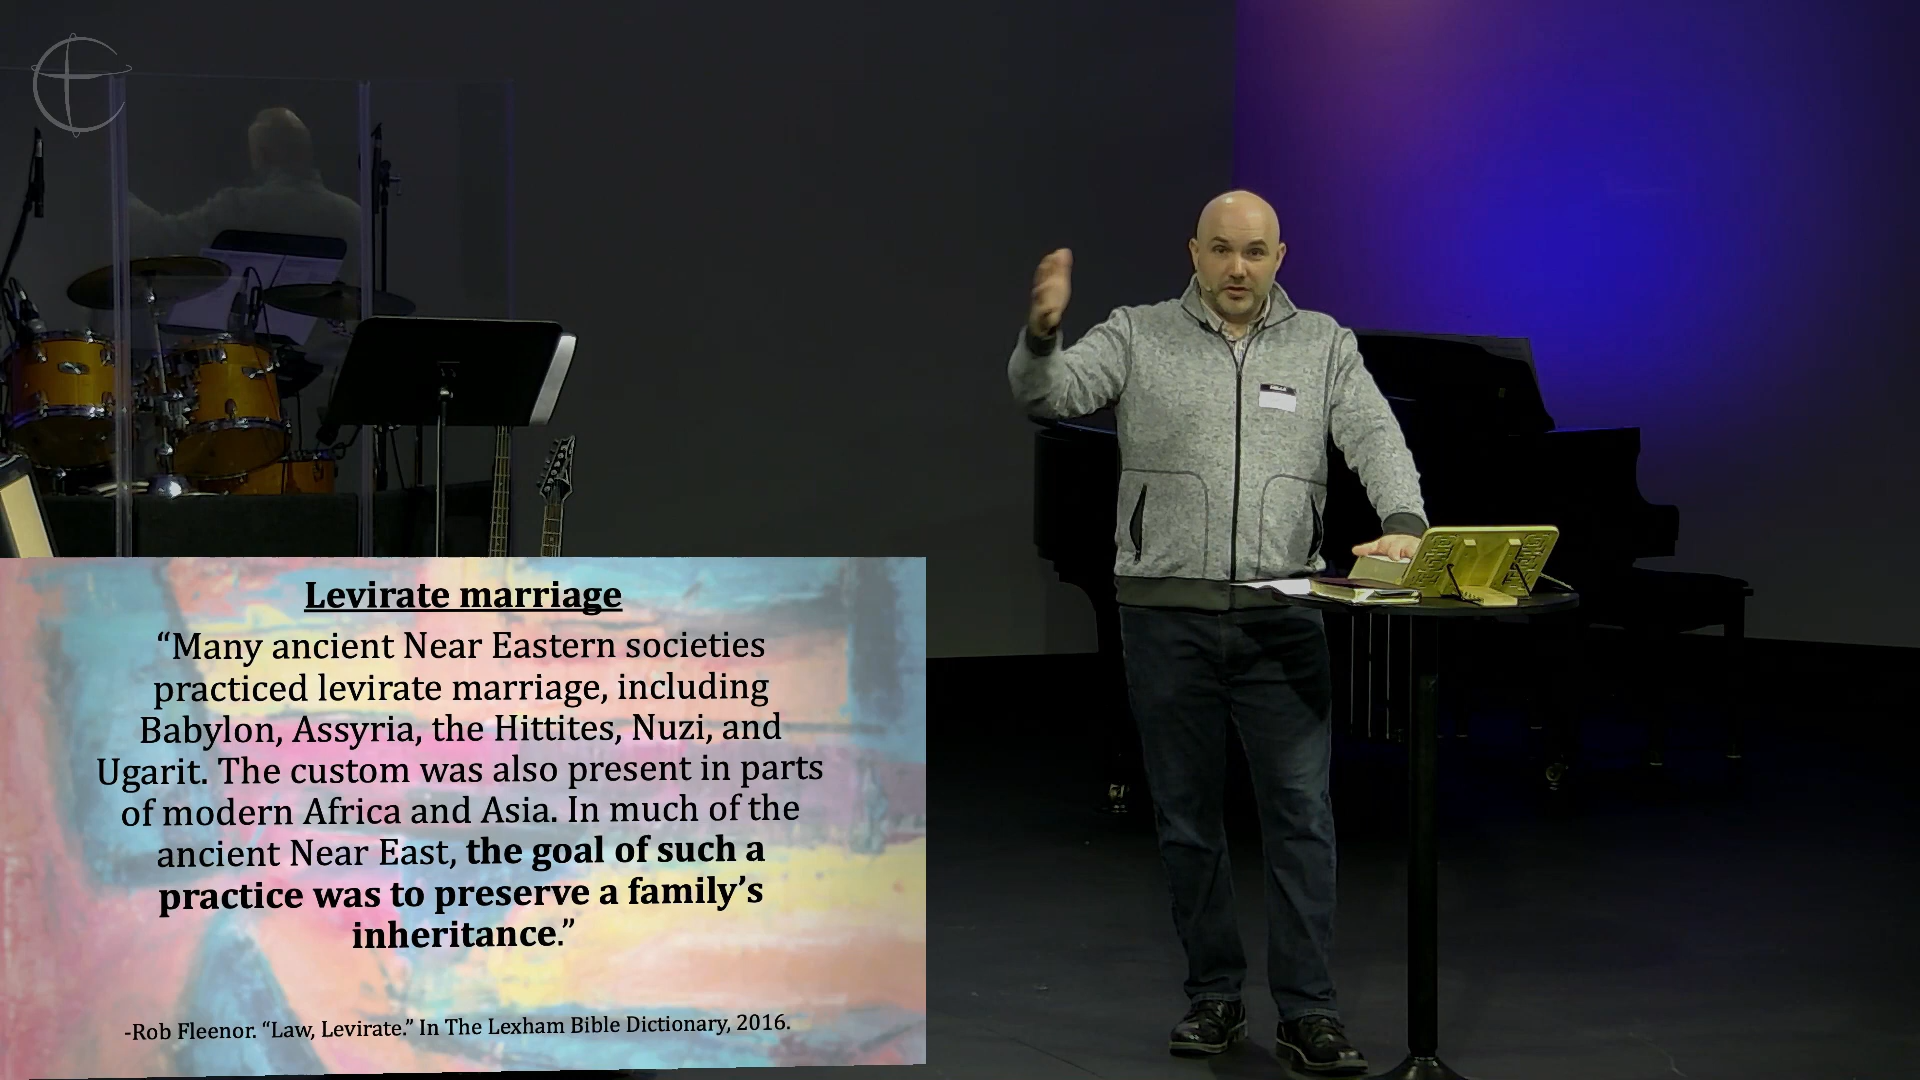 Levirate marriage
“Many ancient Near Eastern societies
practiced levirate marriage, including
Babylon, Assyria, the Hittites, Nuzi, and
Ugarit. The custom was also present in parts
of modern Africa and Asia. In much of the
ancient Near East, the goal of such a
practice was to preserve a family’s
inheritance.”
-Rob Fleenor. “Law, Levirate.” In The Lexham Bible Dictionary, 2016.